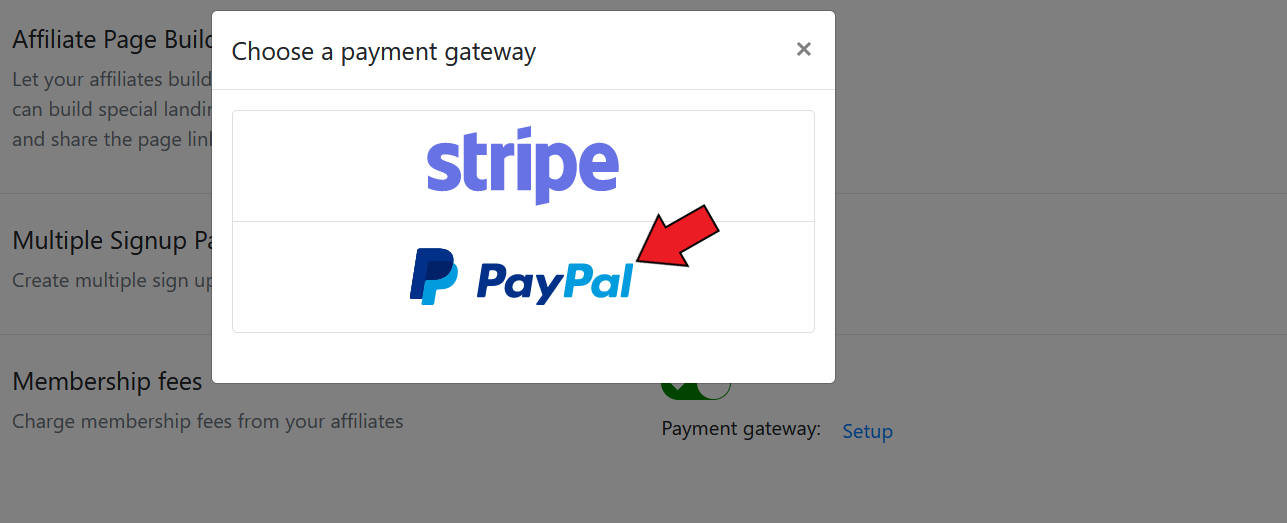 Affiliate Page Buil
Choose a payment gateway
×
Let your affiliates build
can build special landin
and share the page link
stripe
Multiple Signup Pa
Create multiple sign up
PayPal
Membership fees
Charge membership fees from your affiliates
Payment gateway: Setup